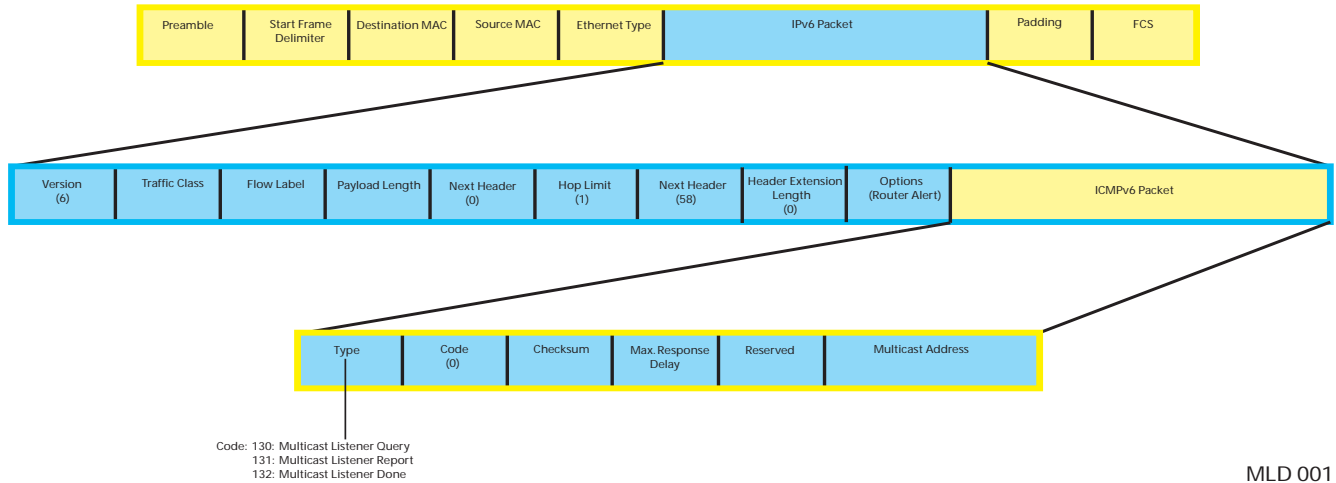 Preamble
Start Frame
Delimiter
Destination MAC
Source MAC
Ethernet Type
IPv6 Packet
Padding
FCS
Version
(6)
Traffic Class
Flow Label
Payload Length
Next Header
(0)
Hop Limit
(1)
Next Header
(58)
Header Extension
Length
(0)
Options
(Router Alert)
ICMPv6 Packet
Type
Code
(0)
Checksum
Max. Response
Delay
Reserved
Multicast Address
Code: 130: Multicast Listener Query
131: Multicast Listener Report
132: Multicast Listener Done
MLD 001